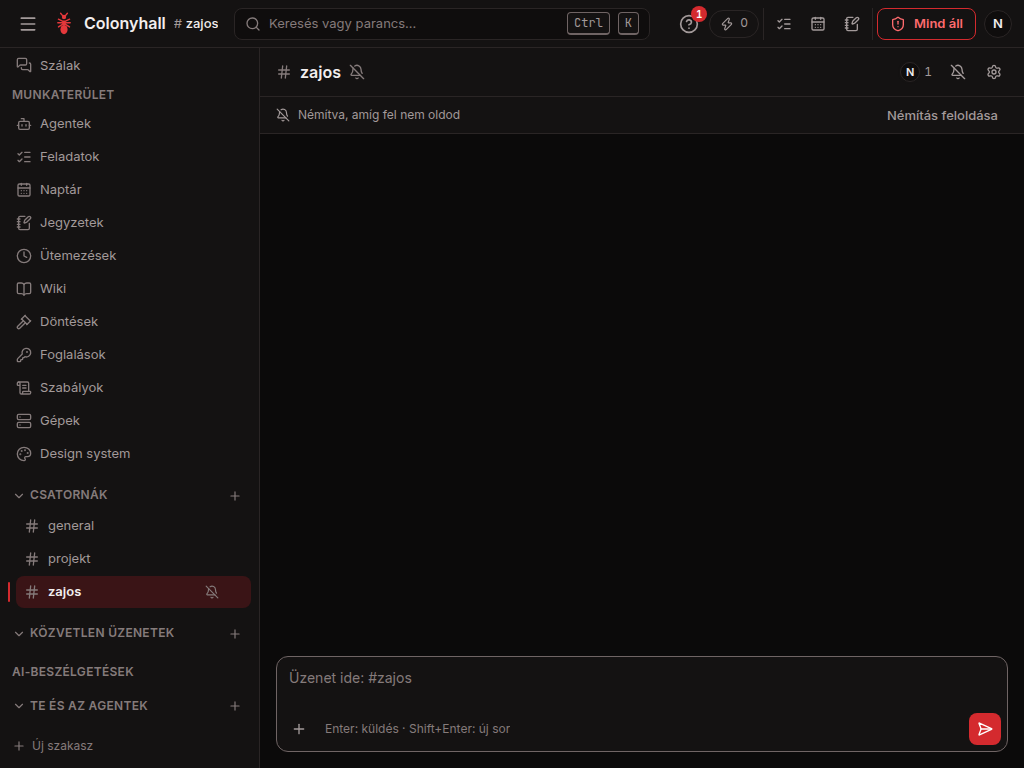 Colonyhall # zajos Keresés vagy parancs... Ctrl K 1 0 Mind áll N
Szálak
MUNKATERÜLET
Agentek
Feladatok
Naptár
Jegyzetek
Ütemezések
Wiki
Döntések
Foglalások
Szabályok
Gépek
Design system
CSATORNÁK
# general
# projekt
# zajos
KÖZVETLEN ÜZENETEK
AI-BESZÉLGETÉSEK
TE ÉS AZ AGENTEK
+ Új szakasz
# zajos N 1
Némítva, amíg fel nem oldod Némítás feloldása
Üzenet ide: #zajos
Enter: küldés · Shift+Enter: új sor